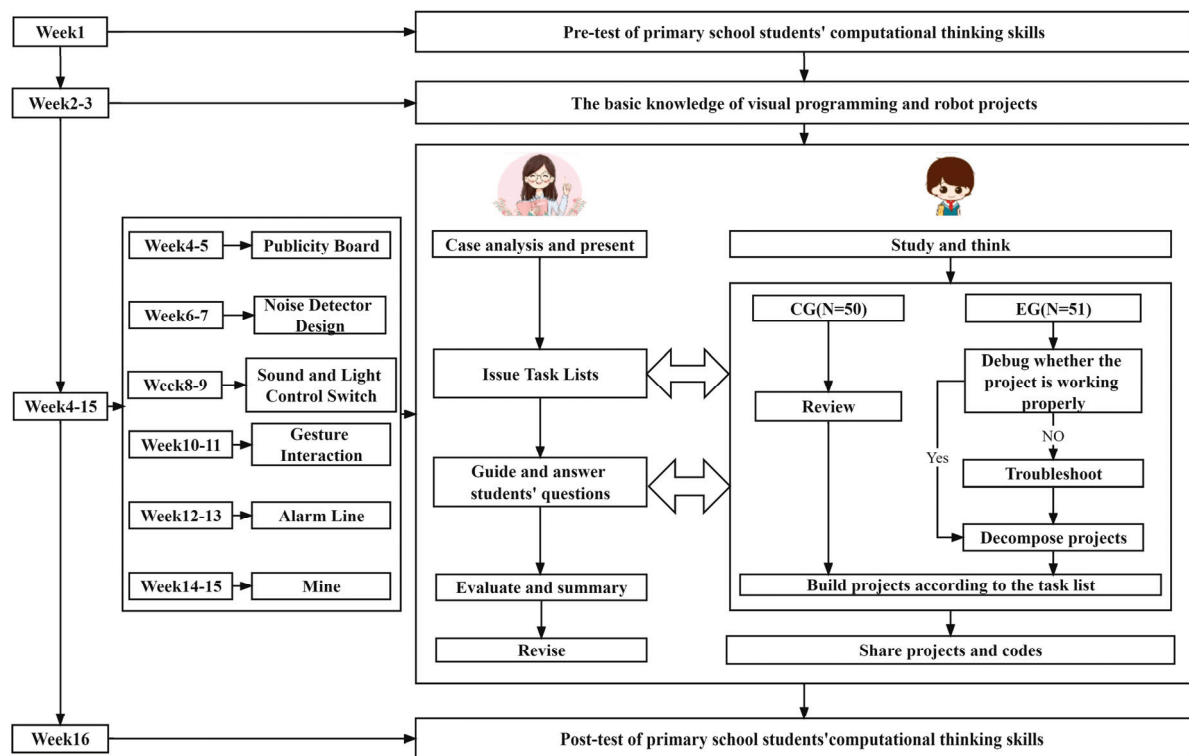 Week1
Pre-test of primary school students' computational thinking skills
Week2-3
The basic knowledge of visual programming and robot projects
Week4-15
Week4-5
Publicity Board
Week6-7
Noise Detector
Design
Wcck8-9
Sound and Light
Control Switch
Week10-11
Gesture
Interaction
Week12-13
Alarm Line
Week14-15
Mine
Case analysis and present
Issue Task Lists
Guide and answer
students' questions
Evaluate and summary
Revise
Study and think
CG(N=50)
Review
EG(N=51)
Debug whether the
project is working
properly
NO
Yes
Troubleshoot
Decompose projects
Build projects according to the task list
Share projects and codes
Week16
Post-test of primary school students'computational thinking skills